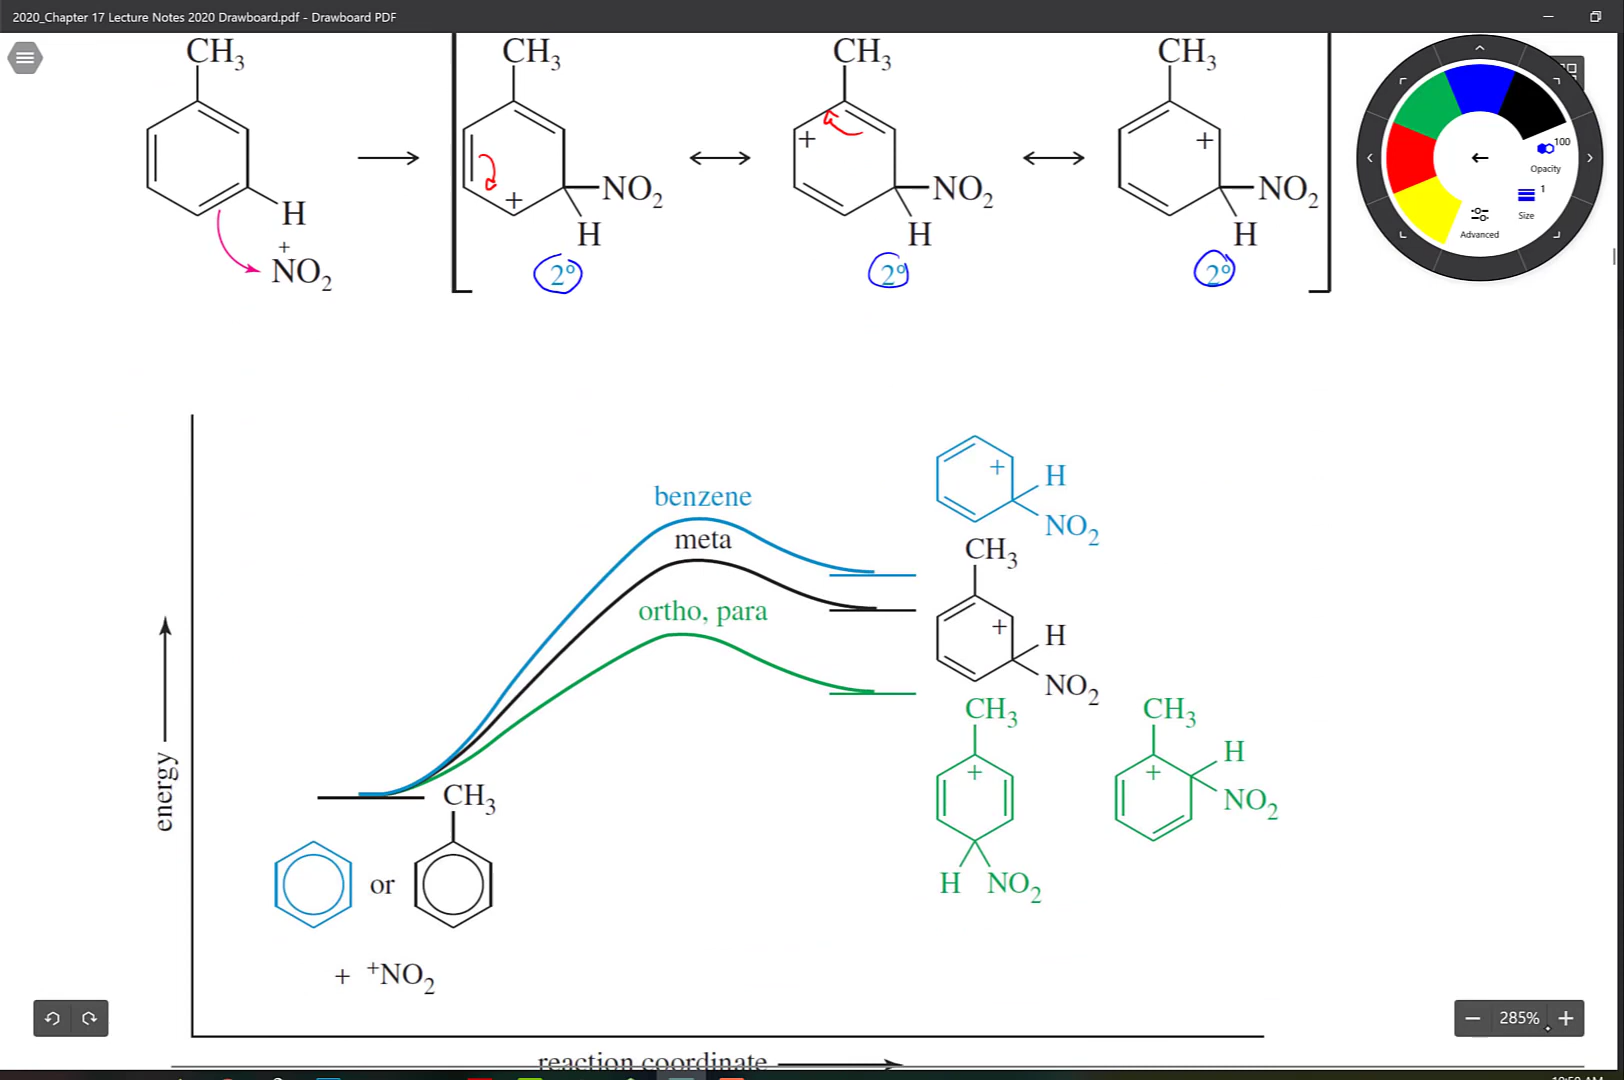 2020_Chapter 17 Lecture Notes 2020 Drawboard.pdf - Drawboard PDF
CH3 CH3 CH3 CH3
+ + +
NO2 NO2 NO2
H H H H
+
NO2
2° 2° 2°
100
Opacity
1
Size
Advanced
benzene
meta
ortho, para
+ H
NO2
CH3
+ H
NO2
CH3 CH3
+ + H
NO2
H NO2
energy
CH3
or
+ +NO2
reaction coordinate
285%